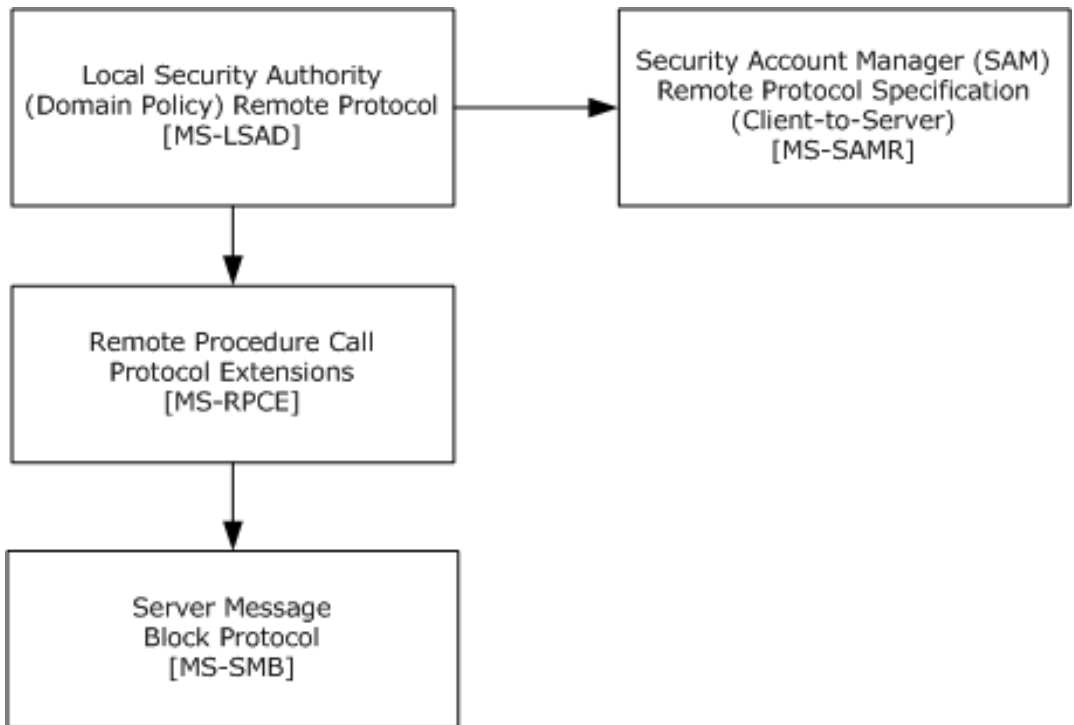 Local Security Authority
(Domain Policy) Remote Protocol
[MS-LSAD]
Security Account Manager (SAM)
Remote Protocol Specification
(Client-to-Server)
[MS-SAMR]
Remote Procedure Call
Protocol Extensions
[MS-RPCE]
Server Message
Block Protocol
[MS-SMB]